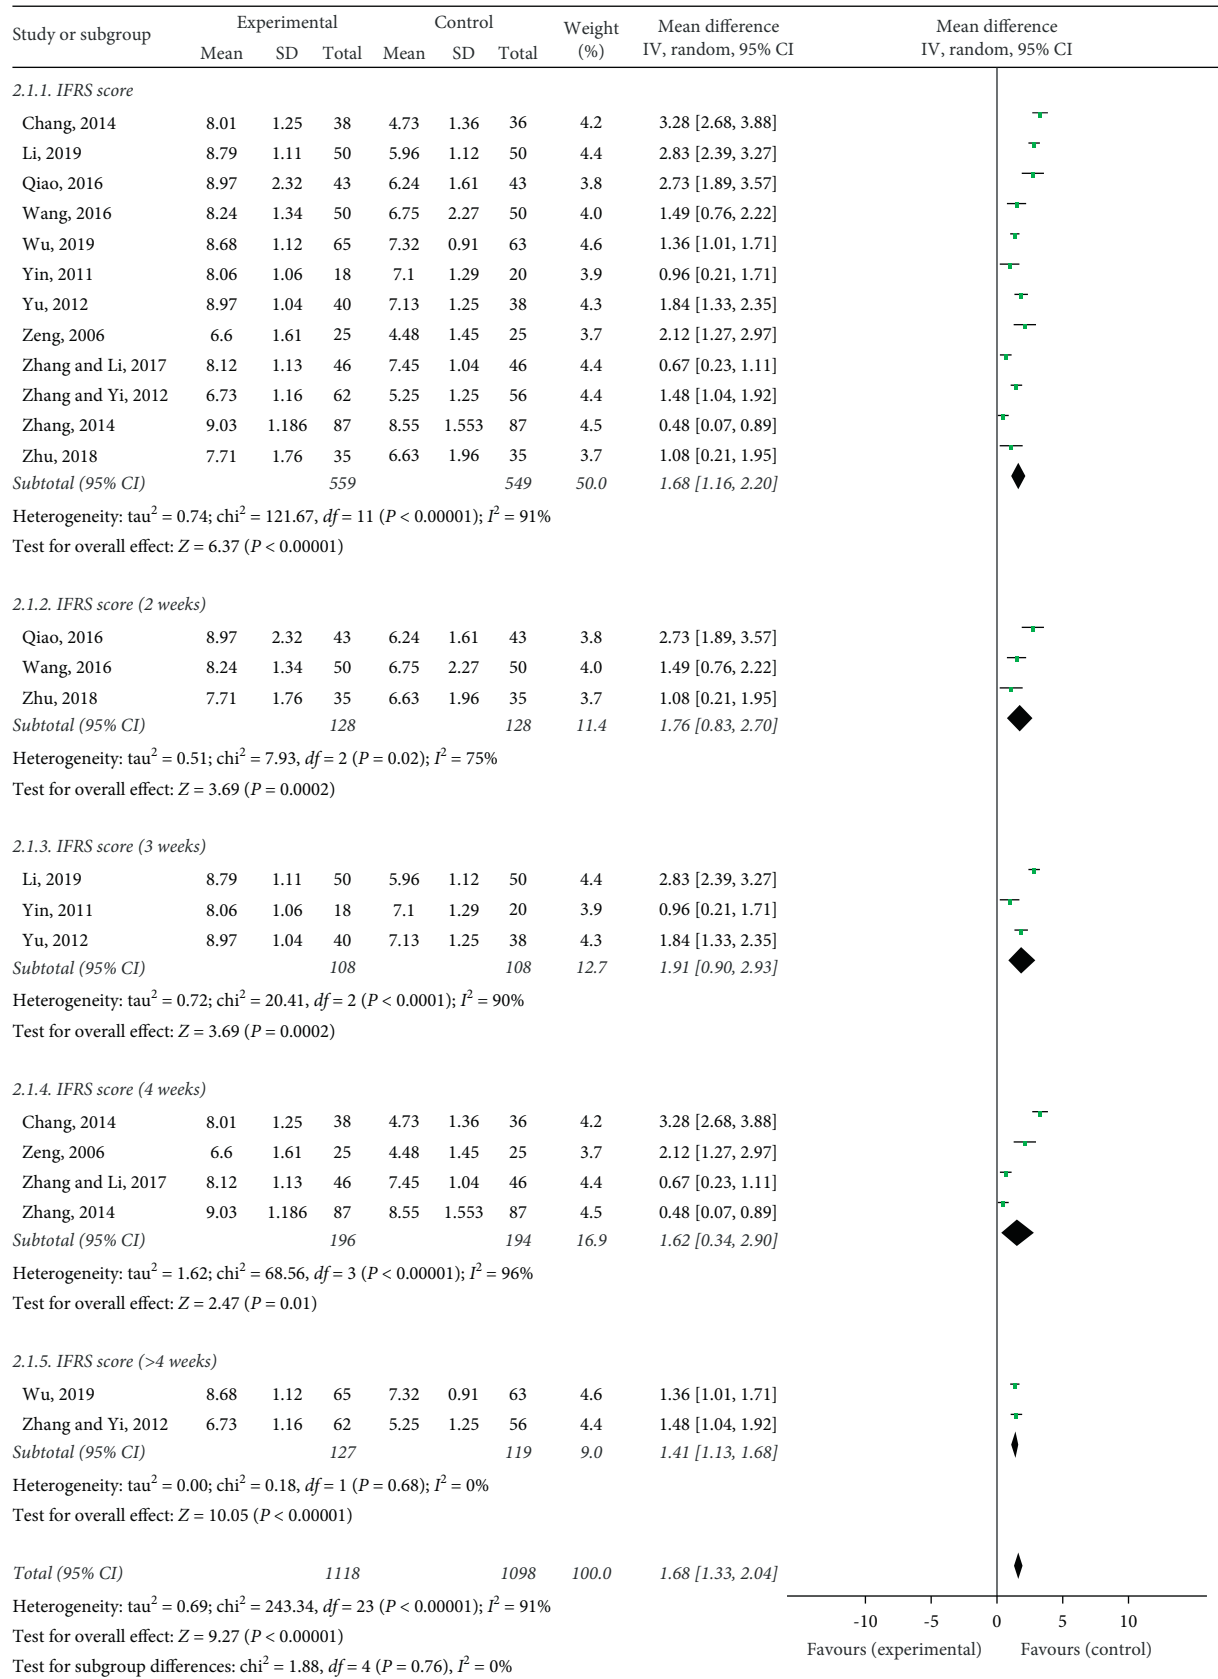 Study or subgroup Experimental Control Weight (%) Mean difference IV, random, 95% CI Mean difference IV, random, 95% CI
Mean SD Total Mean SD Total
2.1.1. IFRS score
Chang, 2014 8.01 1.25 38 4.73 1.36 36 4.2 3.28 [2.68, 3.88]
Li, 2019 8.79 1.11 50 5.96 1.12 50 4.4 2.83 [2.39, 3.27]
Qiao, 2016 8.97 2.32 43 6.24 1.61 43 3.8 2.73 [1.89, 3.57]
Wang, 2016 8.24 1.34 50 6.75 2.27 50 4.0 1.49 [0.76, 2.22]
Wu, 2019 8.68 1.12 65 7.32 0.91 63 4.6 1.36 [1.01, 1.71]
Yin, 2011 8.06 1.06 18 7.1 1.29 20 3.9 0.96 [0.21, 1.71]
Yu, 2012 8.97 1.04 40 7.13 1.25 38 4.3 1.84 [1.33, 2.35]
Zeng, 2006 6.6 1.61 25 4.48 1.45 25 3.7 2.12 [1.27, 2.97]
Zhang and Li, 2017 8.12 1.13 46 7.45 1.04 46 4.4 0.67 [0.23, 1.11]
Zhang and Yi, 2012 6.73 1.16 62 5.25 1.25 56 4.4 1.48 [1.04, 1.92]
Zhang, 2014 9.03 1.186 87 8.55 1.553 87 4.5 0.48 [0.07, 0.89]
Zhu, 2018 7.71 1.76 35 6.63 1.96 35 3.7 1.08 [0.21, 1.95]
Subtotal (95% CI) 559 549 50.0 1.68 [1.16, 2.20]
Heterogeneity: tau² = 0.74; chi² = 121.67, df = 11 (P < 0.00001); I² = 91%
Test for overall effect: Z = 6.37 (P < 0.00001)
2.1.2. IFRS score (2 weeks)
Qiao, 2016 8.97 2.32 43 6.24 1.61 43 3.8 2.73 [1.89, 3.57]
Wang, 2016 8.24 1.34 50 6.75 2.27 50 4.0 1.49 [0.76, 2.22]
Zhu, 2018 7.71 1.76 35 6.63 1.96 35 3.7 1.08 [0.21, 1.95]
Subtotal (95% CI) 128 128 11.4 1.76 [0.83, 2.70]
Heterogeneity: tau² = 0.51; chi² = 7.93, df = 2 (P = 0.02); I² = 75%
Test for overall effect: Z = 3.69 (P = 0.0002)
2.1.3. IFRS score (3 weeks)
Li, 2019 8.79 1.11 50 5.96 1.12 50 4.4 2.83 [2.39, 3.27]
Yin, 2011 8.06 1.06 18 7.1 1.29 20 3.9 0.96 [0.21, 1.71]
Yu, 2012 8.97 1.04 40 7.13 1.25 38 4.3 1.84 [1.33, 2.35]
Subtotal (95% CI) 108 108 12.7 1.91 [0.90, 2.93]
Heterogeneity: tau² = 0.72; chi² = 20.41, df = 2 (P < 0.0001); I² = 90%
Test for overall effect: Z = 3.69 (P = 0.0002)
2.1.4. IFRS score (4 weeks)
Chang, 2014 8.01 1.25 38 4.73 1.36 36 4.2 3.28 [2.68, 3.88]
Zeng, 2006 6.6 1.61 25 4.48 1.45 25 3.7 2.12 [1.27, 2.97]
Zhang and Li, 2017 8.12 1.13 46 7.45 1.04 46 4.4 0.67 [0.23, 1.11]
Zhang, 2014 9.03 1.186 87 8.55 1.553 87 4.5 0.48 [0.07, 0.89]
Subtotal (95% CI) 196 194 16.9 1.62 [0.34, 2.90]
Heterogeneity: tau² = 1.62; chi² = 68.56, df = 3 (P < 0.00001); I² = 96%
Test for overall effect: Z = 2.47 (P = 0.01)
2.1.5. IFRS score (>4 weeks)
Wu, 2019 8.68 1.12 65 7.32 0.91 63 4.6 1.36 [1.01, 1.71]
Zhang and Yi, 2012 6.73 1.16 62 5.25 1.25 56 4.4 1.48 [1.04, 1.92]
Subtotal (95% CI) 127 119 9.0 1.41 [1.13, 1.68]
Heterogeneity: tau² = 0.00; chi² = 0.18, df = 1 (P = 0.68); I² = 0%
Test for overall effect: Z = 10.05 (P < 0.00001)
Total (95% CI) 1118 1098 100.0 1.68 [1.33, 2.04]
Heterogeneity: tau² = 0.69; chi² = 243.34, df = 23 (P < 0.00001); I² = 91%
Test for overall effect: Z = 9.27 (P < 0.00001)
Test for subgroup differences: chi² = 1.88, df = 4 (P = 0.76), I² = 0%
-10 -5 0 5 10
Favours (experimental) Favours (control)